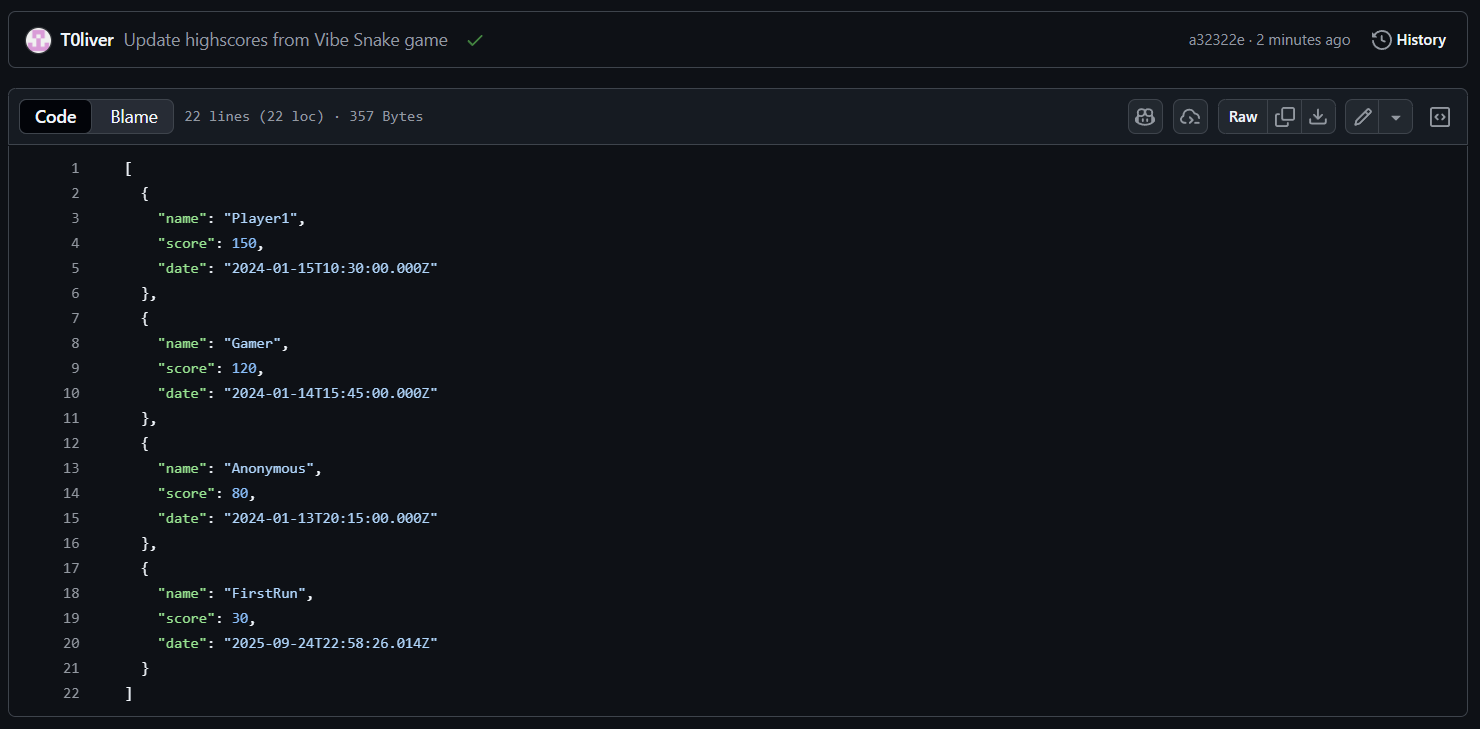 T0liver Update highscores from Vibe Snake game a32322e · 2 minutes ago History
Code Blame 22 lines (22 loc) · 357 Bytes Raw
1 [
2 {
3 "name": "Player1",
4 "score": 150,
5 "date": "2024-01-15T10:30:00.000Z"
6 },
7 {
8 "name": "Gamer",
9 "score": 120,
10 "date": "2024-01-14T15:45:00.000Z"
11 },
12 {
13 "name": "Anonymous",
14 "score": 80,
15 "date": "2024-01-13T20:15:00.000Z"
16 },
17 {
18 "name": "FirstRun",
19 "score": 30,
20 "date": "2025-09-24T22:58:26.014Z"
21 }
22 ]